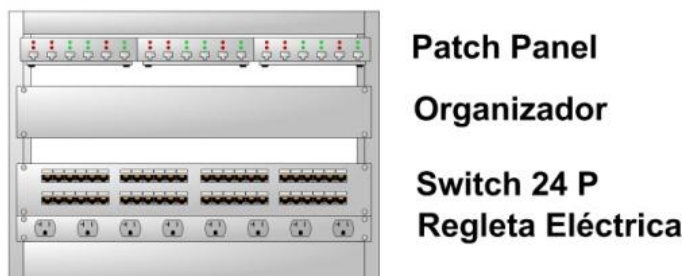 Patch Panel
Organizador
Switch 24 P
Regleta Eléctrica